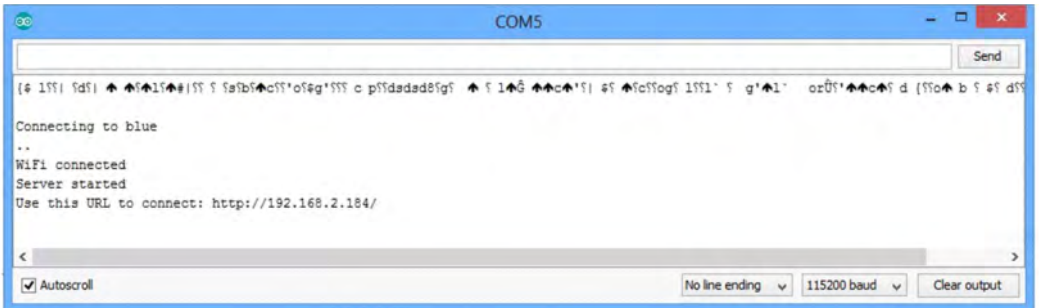 COM5
Send
Connecting to blue
..
WiFi connected
Server started
Use this URL to connect: http://192.168.2.184/
Autoscroll
No line ending
115200 baud
Clear output